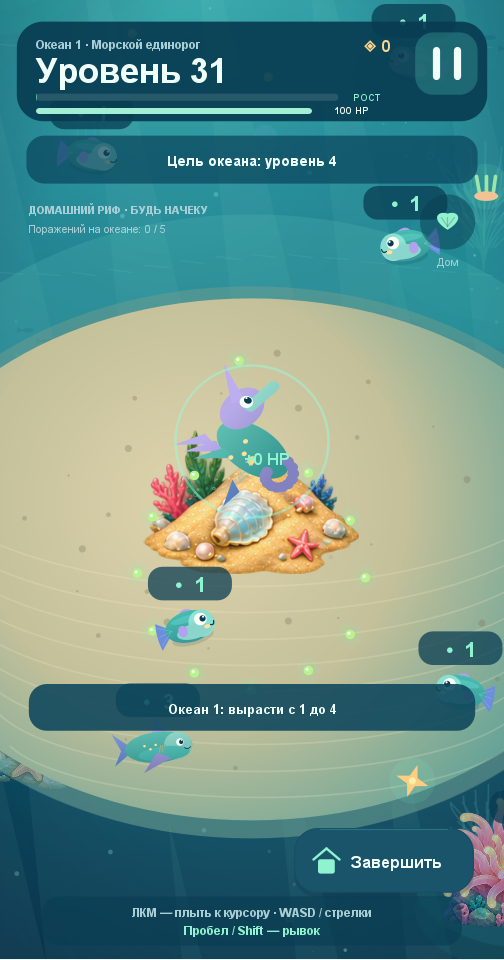 1
Океан 1 · Морской единорог
0
Уровень 31
РОСТ
100 HP
Цель океана: уровень 4
1
ДОМАШНИЙ РИФ · БУДЬ НАЧЕКУ
Поражений на океане: 0 / 5
Дом
1
1
Океан 1: вырасти с 1 до 4
Завершить
ЛКМ — плыть к курсору · WASD / стрелки
Пробел / Shift — рывок